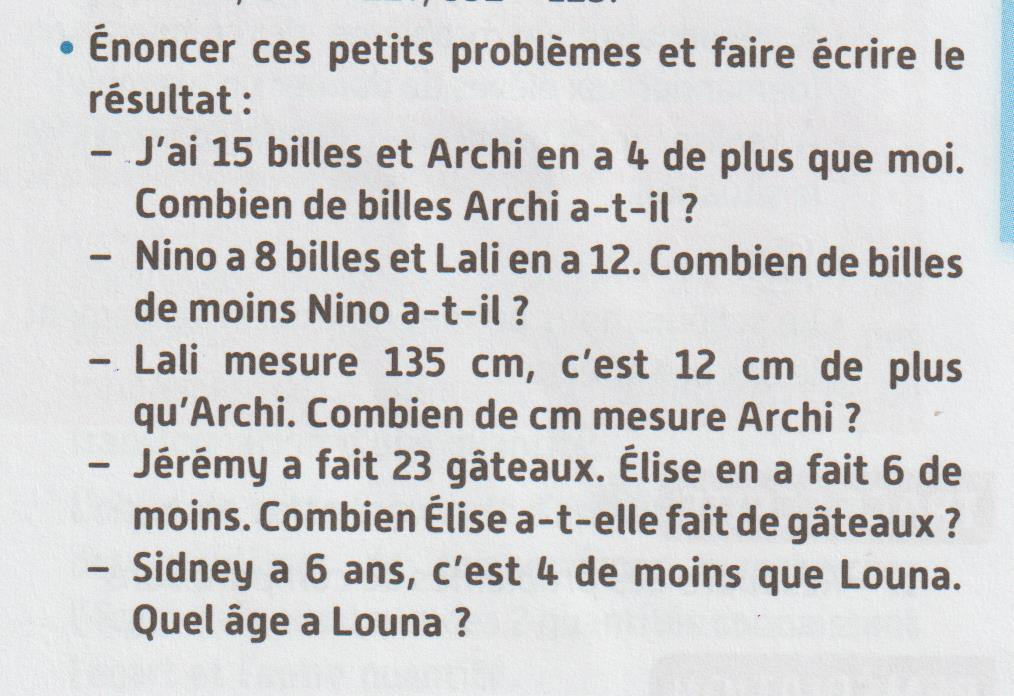 • Énoncer ces petits problèmes et faire écrire le
résultat :
– J'ai 15 billes et Archi en a 4 de plus que moi.
Combien de billes Archi a-t-il ?
– Nino a 8 billes et Lali en a 12. Combien de billes
de moins Nino a-t-il ?
– Lali mesure 135 cm, c'est 12 cm de plus
qu'Archi. Combien de cm mesure Archi ?
– Jérémy a fait 23 gâteaux. Élise en a fait 6 de
moins. Combien Élise a-t-elle fait de gâteaux ?
– Sidney a 6 ans, c'est 4 de moins que Louna.
Quel âge a Louna ?